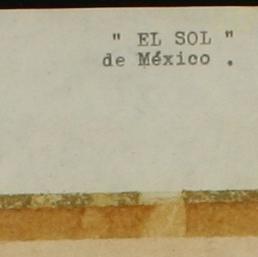 " EL SOL "
de México .